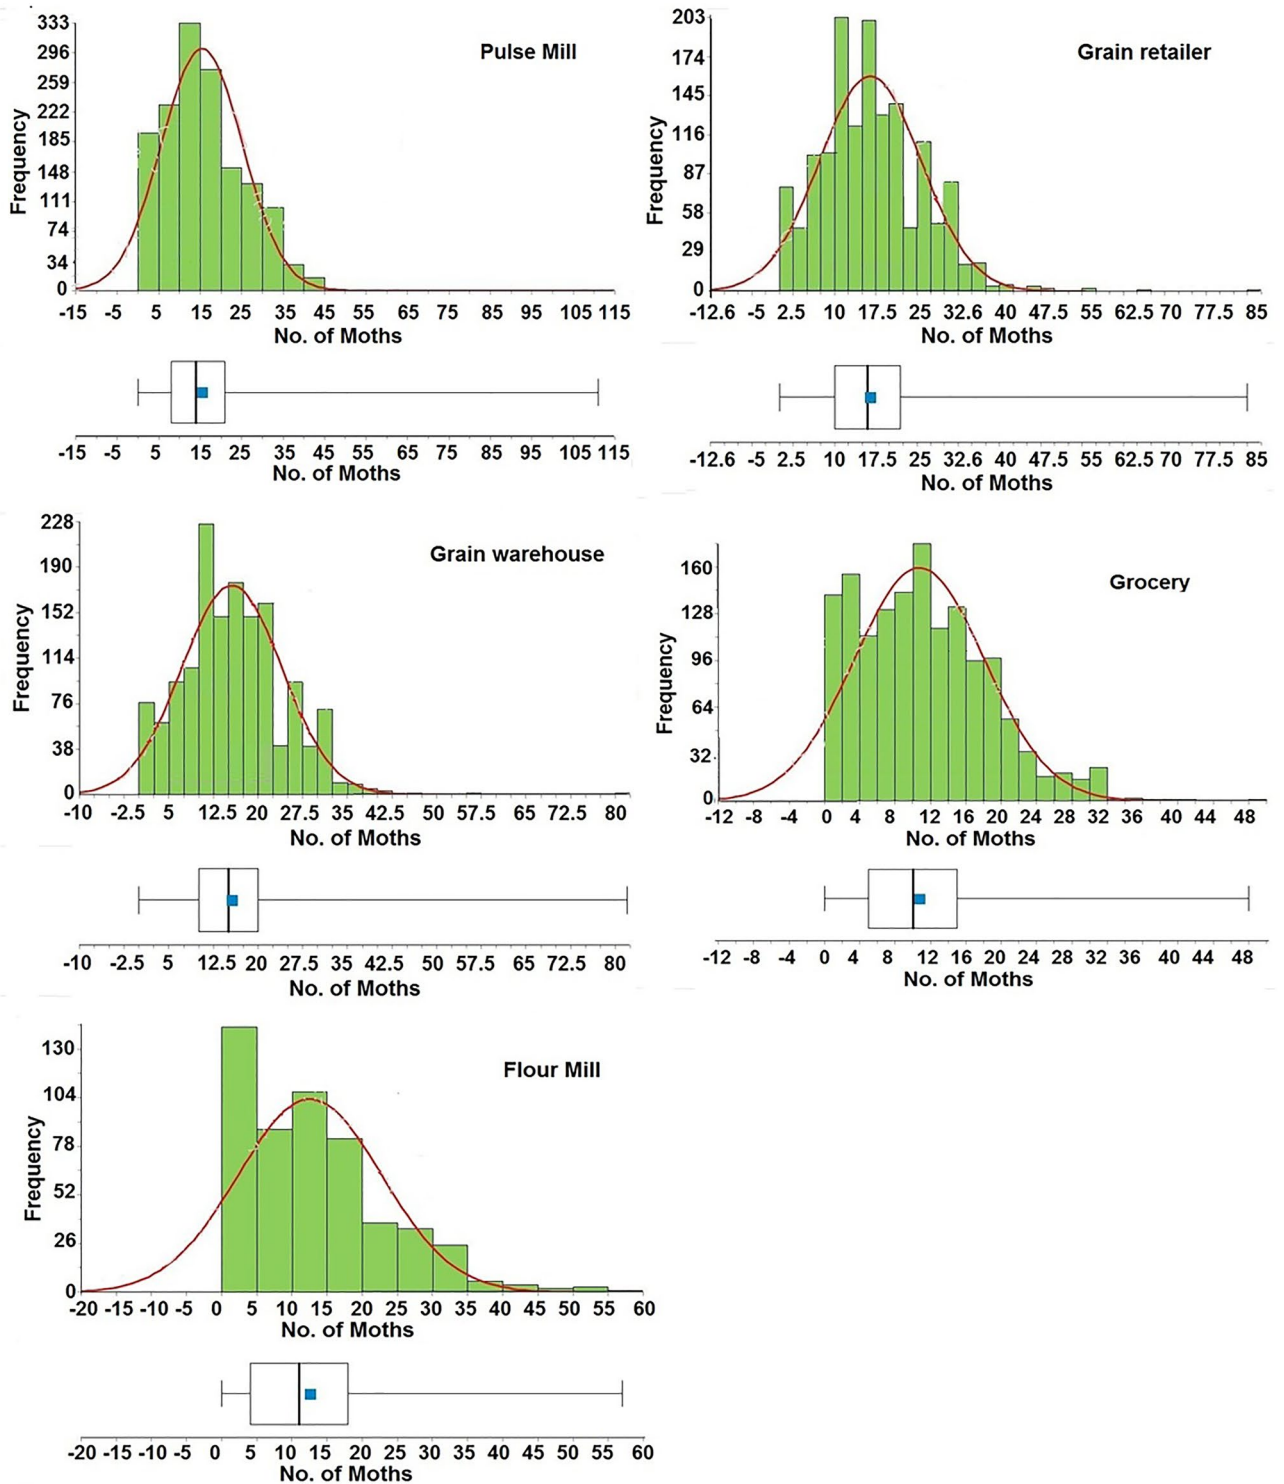 Pulse Mill
Frequency
333
296
259
222
185
148
111
74
34
0
-15 -5 5 15 25 35 45 55 65 75 85 95 105 115
No. of Moths
-15 -5 5 15 25 35 45 55 65 75 85 95 105 115
No. of Moths
Grain retailer
Frequency
203
174
145
116
87
58
29
0
-12.6 -5 2.5 10 17.5 25 32.6 40 47.5 55 62.5 70 77.5 85
No. of Moths
-12.6 -5 2.5 10 17.5 25 32.6 40 47.5 55 62.5 70 77.5 85
No. of Moths
Grain warehouse
Frequency
228
190
152
114
76
38
0
-10 -2.5 5 12.5 20 27.5 35 42.5 50 57.5 65 72.5 80
No. of Moths
-10 -2.5 5 12.5 20 27.5 35 42.5 50 57.5 65 72.5 80
No. of Moths
Grocery
Frequency
160
128
96
64
32
0
-12 -8 -4 0 4 8 12 16 20 24 28 32 36 40 44 48
No. of Moths
-12 -8 -4 0 4 8 12 16 20 24 28 32 36 40 44 48
No. of Moths
Flour Mill
Frequency
130
104
78
52
26
0
-20 -15 -10 -5 0 5 10 15 20 25 30 35 40 45 50 55 60
No. of Moths
-20 -15 -10 -5 0 5 10 15 20 25 30 35 40 45 50 55 60
No. of Moths